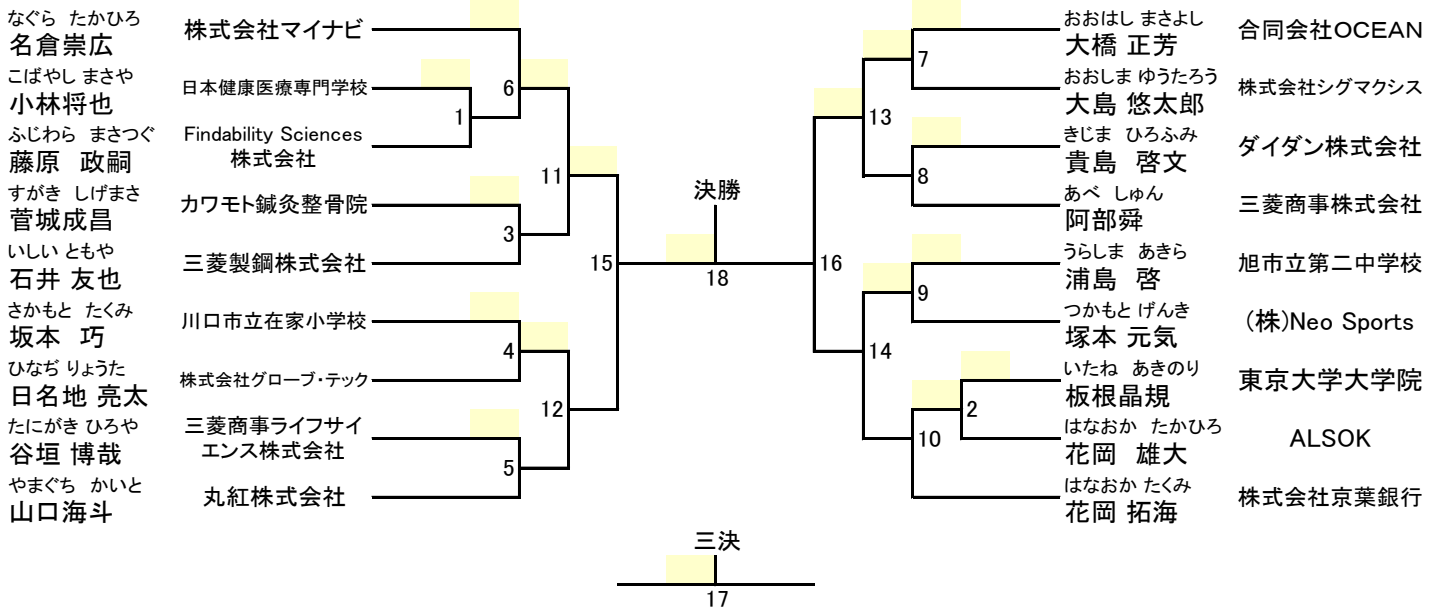 なぐら たかひろ
名倉崇広
株式会社マイナビ
こばやし まさや
小林将也
日本健康医療専門学校
ふじわら まさつぐ
藤原 政嗣
Findability Sciences
株式会社
すがき しげまさ
菅城成昌
カワモト鍼灸整骨院
いしい ともや
石井 友也
三菱製鋼株式会社
さかもと たくみ
坂本 巧
川口市立在家小学校
ひなぢ りょうた
日名地 亮太
株式会社グローブ・テック
たにがき ひろや
谷垣 博哉
三菱商事ライフサイ
エンス株式会社
やまぐち かいと
山口海斗
丸紅株式会社
6
1
11
3
15
4
12
5
決勝
18
三決
17
7
13
8
16
9
14
2
10
おおはし まさよし
大橋 正芳
合同会社OCEAN
おおしま ゆうたろう
大島 悠太郎
株式会社シグマクシス
きじま ひろふみ
貴島 啓文
ダイダン株式会社
あべ しゅん
阿部舜
三菱商事株式会社
うらしま あきら
浦島 啓
旭市立第二中学校
つかもと げんき
塚本 元気
(株)Neo Sports
いたね あきのり
板根晶規
東京大学大学院
はなおか たかひろ
花岡 雄大
ALSOK
はなおか たくみ
花岡 拓海
株式会社京葉銀行